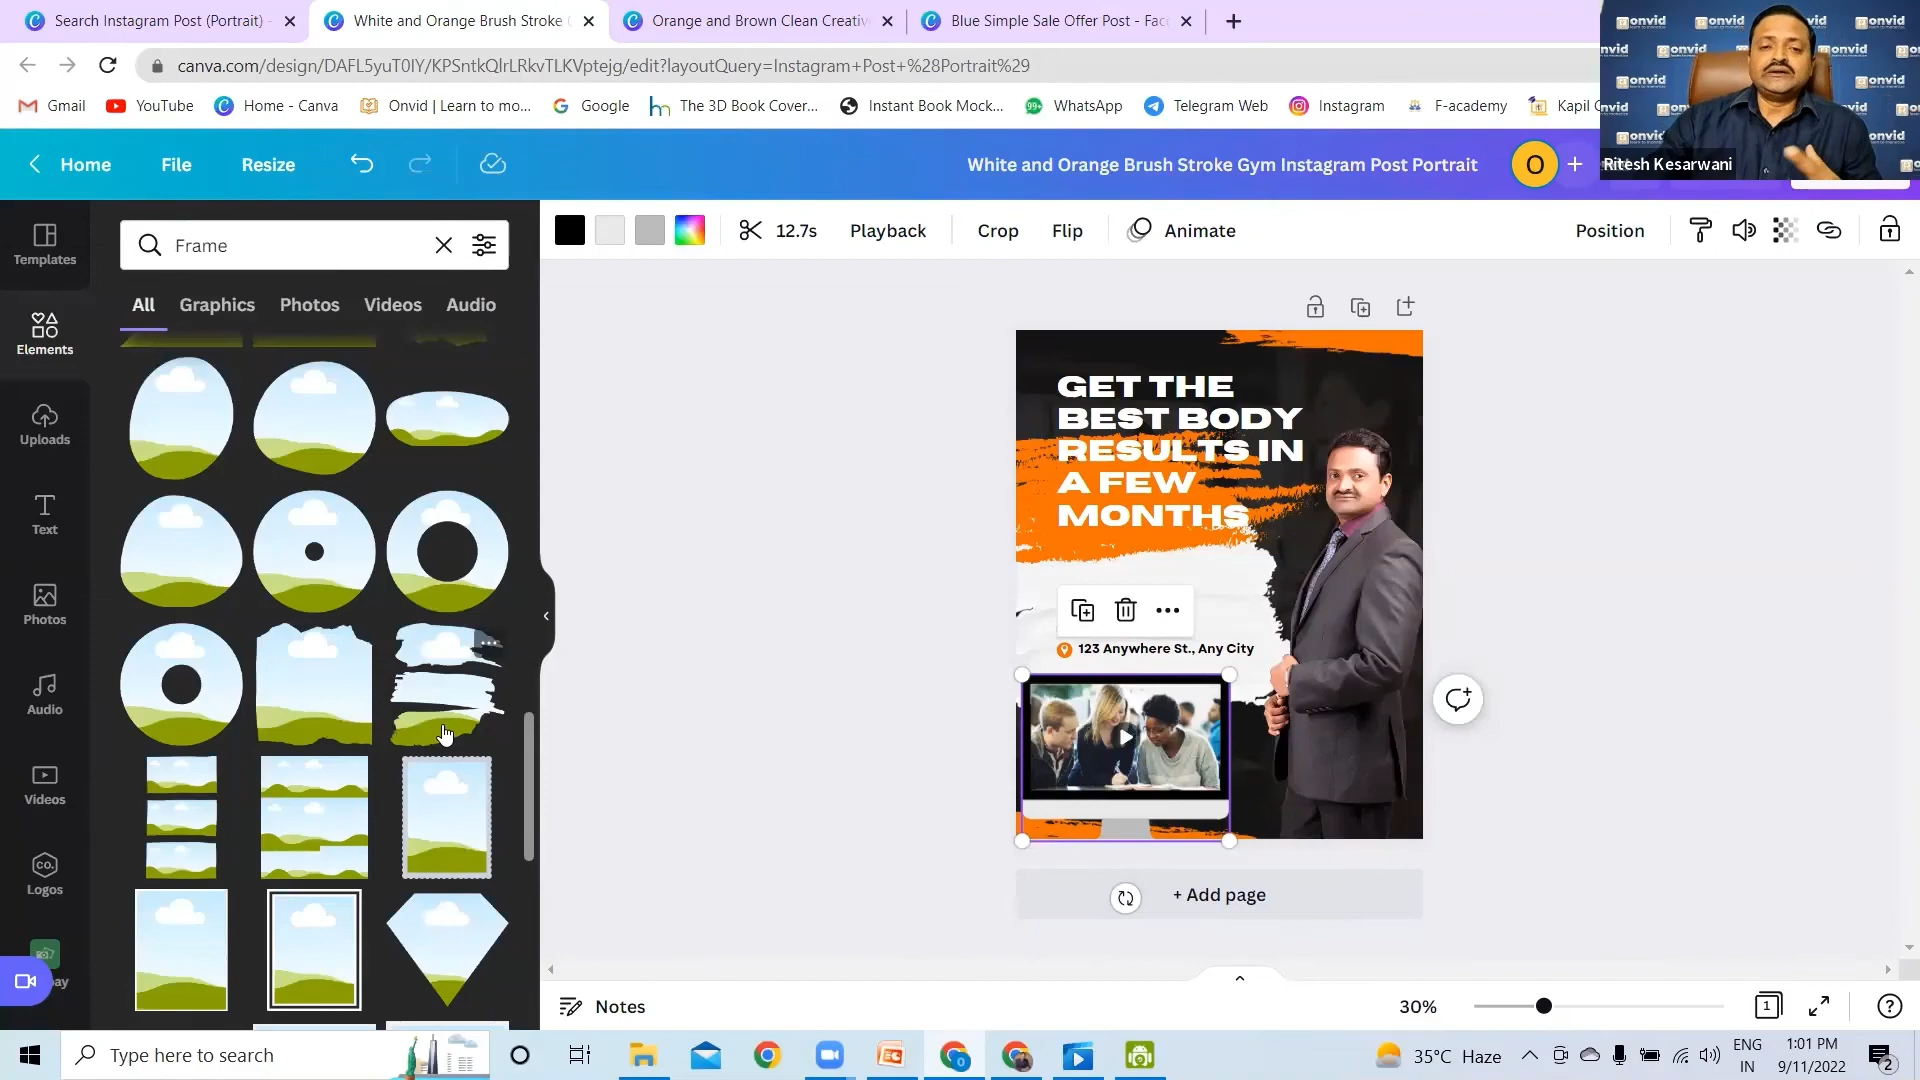 Search Instagram Post (Portrait) -
White and Orange Brush Stroke
Orange and Brown Clean Creativ
Blue Simple Sale Offer Post - Fac
canva.com/design/DAFL5yuT0IY/KPSntkQlrLRkvTLKVptejg/edit?layoutQuery=Instagram+Post+%28Portrait%29
Gmail
YouTube
Home - Canva
Onvid | Learn to mo...
Google
The 3D Book Cover...
Instant Book Mock...
99+
WhatsApp
Telegram Web
Instagram
F-academy
Kapil
onvid
Ritesh Kesarwani
Home
File
Resize
White and Orange Brush Stroke Gym Instagram Post Portrait
O
Templates
Elements
Uploads
Text
Photos
Audio
Videos
CO.
Logos
pay
Frame
All
Graphics
Photos
Videos
Audio
12.7s
Playback
Crop
Flip
Animate
Position
GET THE
BEST BODY
RESULTS IN
A FEW
MONTHS
123 Anywhere St., Any City
+ Add page
Notes
30%
1
Type here to search
35°C Haze
ENG
IN
1:01 PM
9/11/2022
2